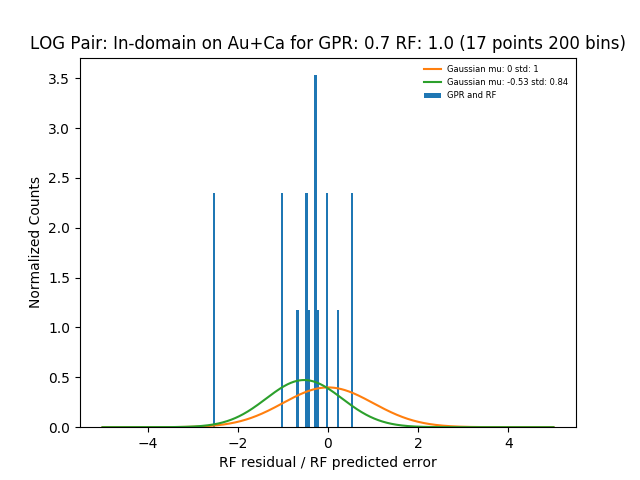 LOG Pair: In-domain on Au+Ca for GPR: 0.7 RF: 1.0 (17 points 200 bins)
Gaussian mu: 0 std: 1
Gaussian mu: -0.53 std: 0.84
GPR and RF
Normalized Counts
3.5
3.0
2.5
2.0
1.5
1.0
0.5
0.0
−4
−2
0
2
4
RF residual / RF predicted error